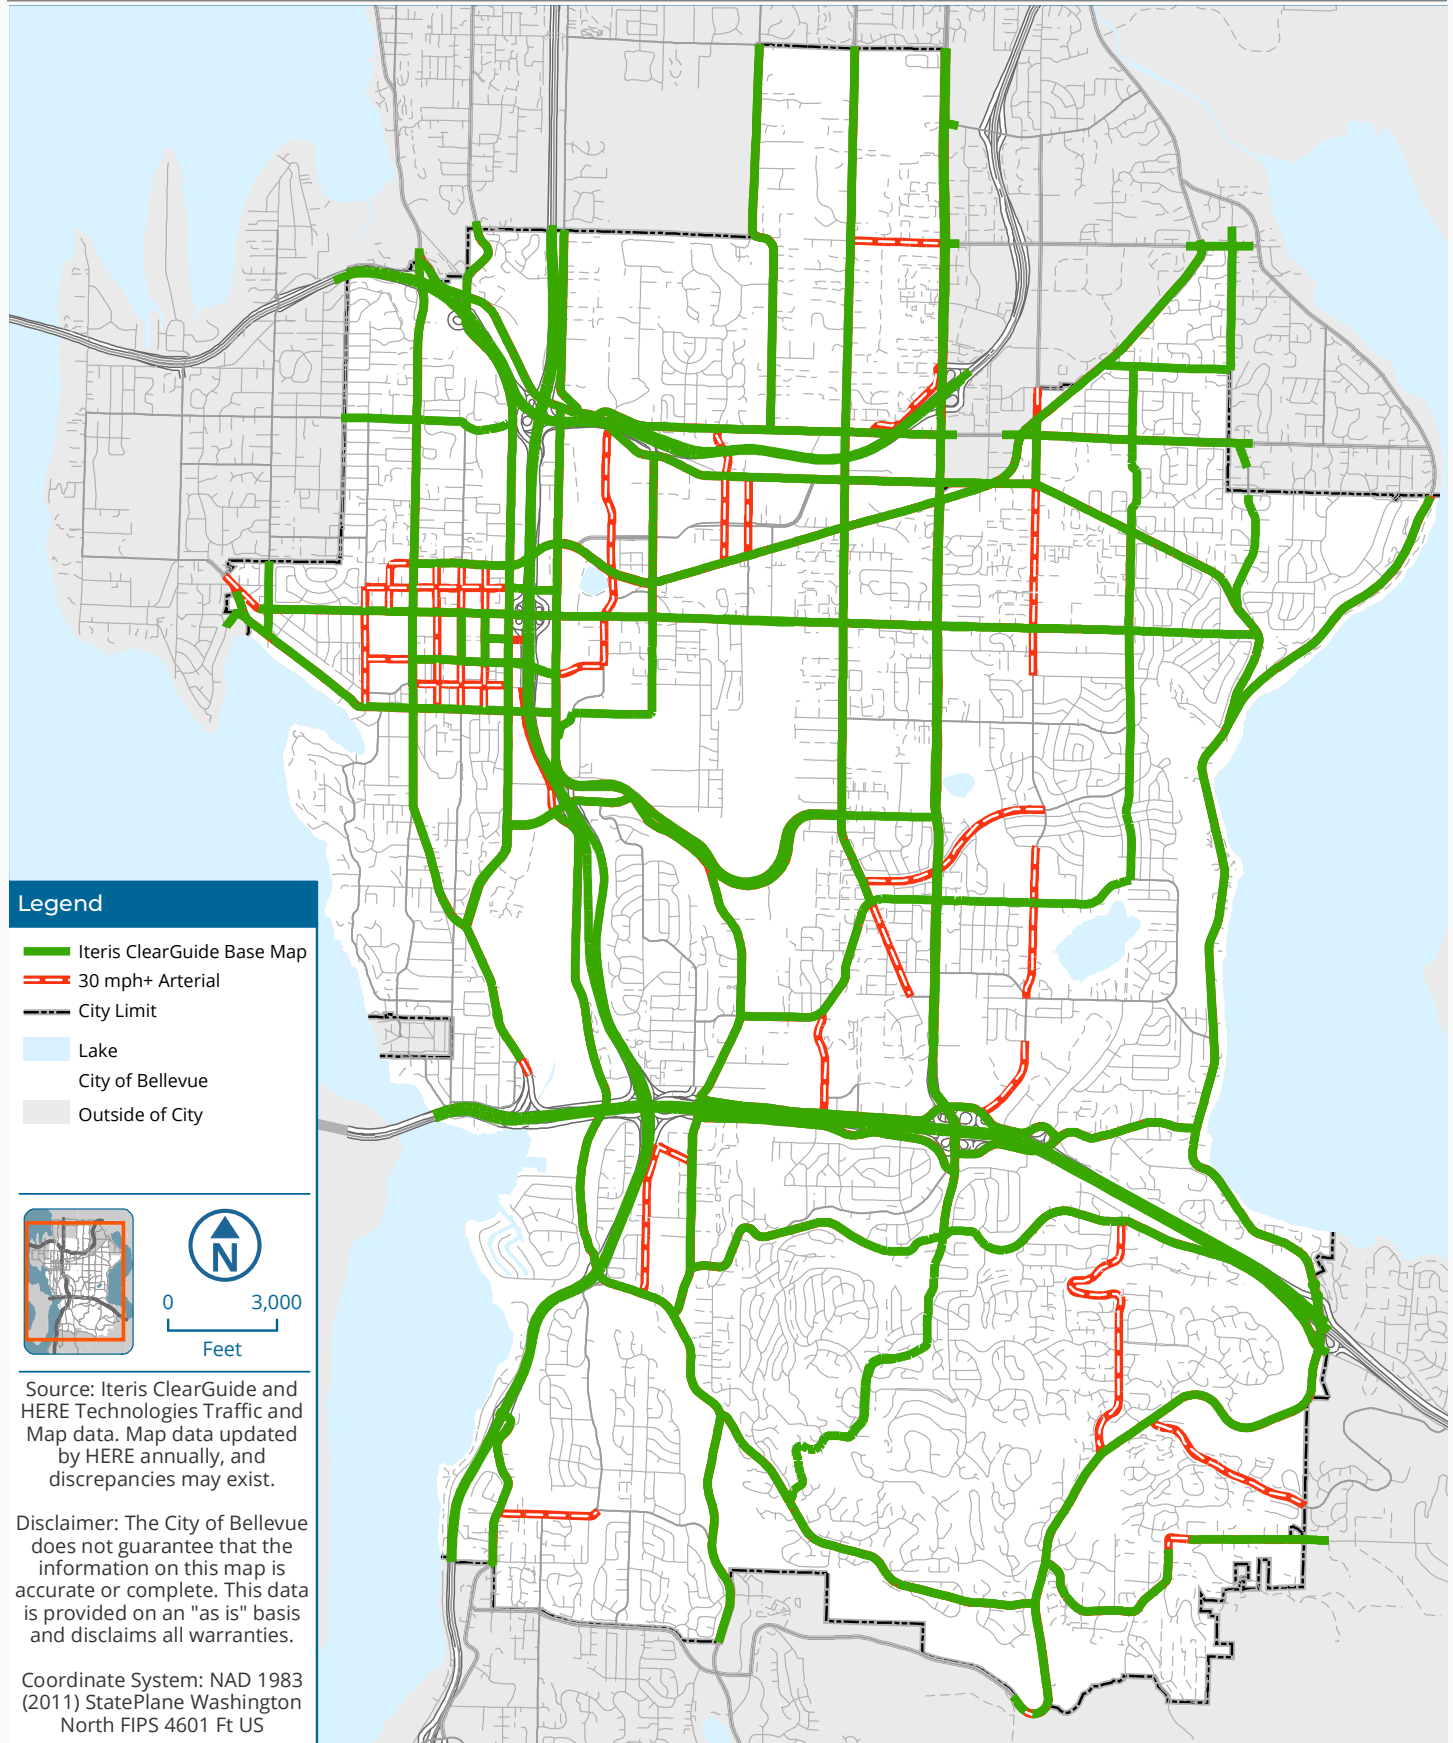 Legend
Iteris ClearGuide Base Map
30 mph+ Arterial
City Limit
Lake
City of Bellevue
Outside of City
N
0 3,000
Feet
Source: Iteris ClearGuide and
HERE Technologies Traffic and
Map data. Map data updated
by HERE annually, and
discrepancies may exist.
Disclaimer: The City of Bellevue
does not guarantee that the
information on this map is
accurate or complete. This data
is provided on an "as is" basis
and disclaims all warranties.
Coordinate System: NAD 1983
(2011) StatePlane Washington
North FIPS 4601 Ft US